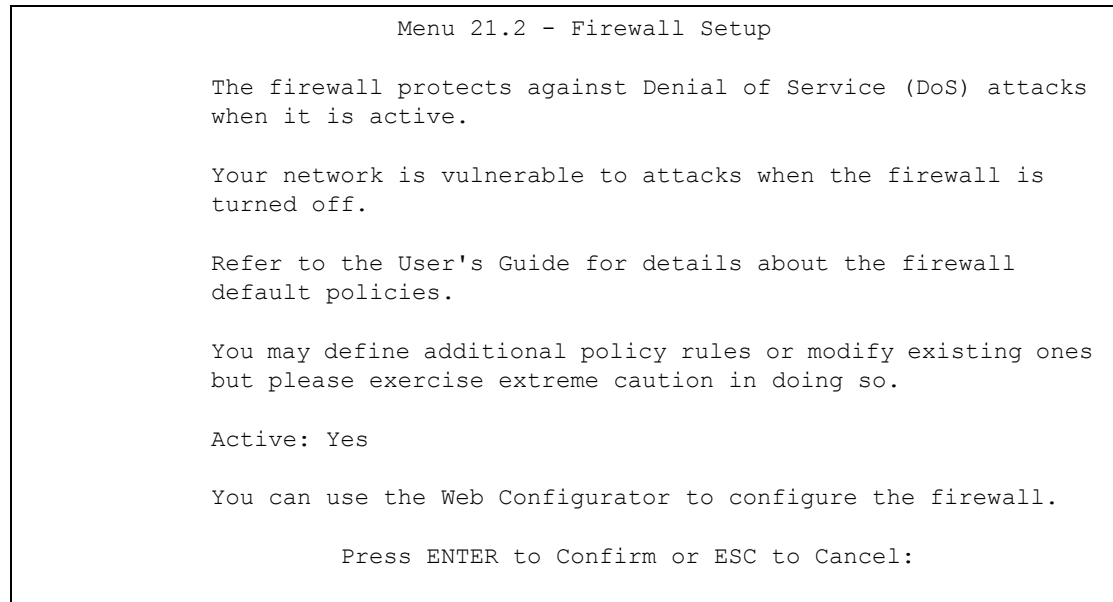 Menu 21.2 - Firewall Setup
The firewall protects against Denial of Service (DoS) attacks
when it is active.
Your network is vulnerable to attacks when the firewall is
turned off.
Refer to the User's Guide for details about the firewall
default policies.
You may define additional policy rules or modify existing ones
but please exercise extreme caution in doing so.
Active: Yes
You can use the Web Configurator to configure the firewall.
Press ENTER to Confirm or ESC to Cancel: